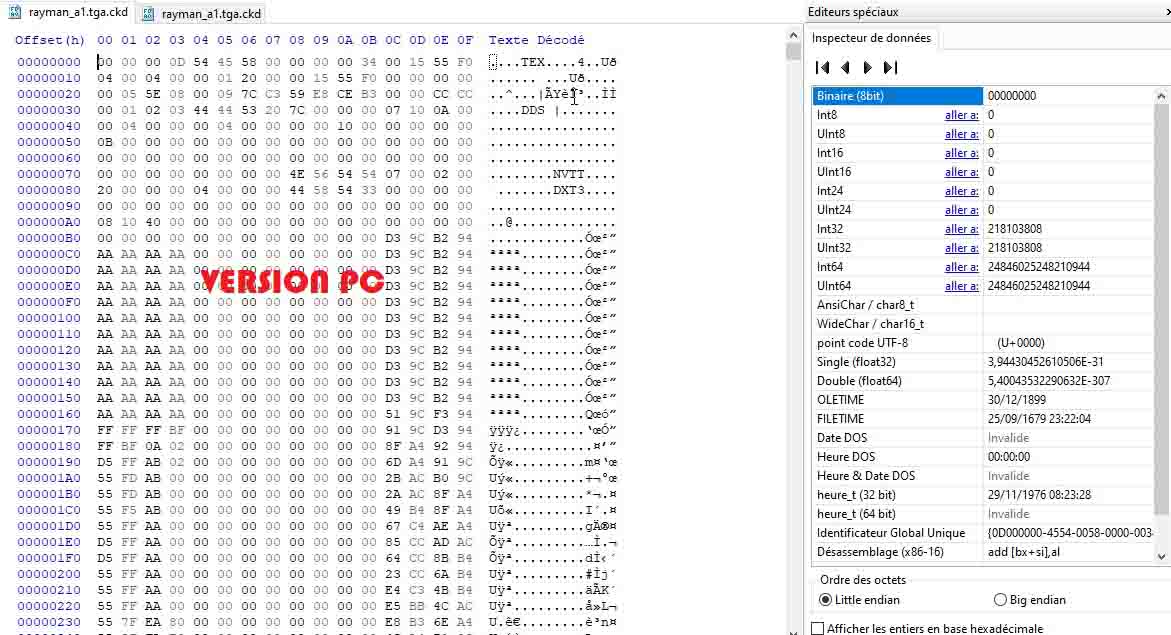 rayman_a1.tga.ckd
rayman_a1.tga.ckd
Offset(h) 00 01 02 03 04 05 06 07 08 09 0A 0B 0C 0D 0E 0F Texte Décodé
00000000 00 00 00 0D 54 45 58 00 00 00 00 34 00 15 55 F0 ....TEX....4..Uð
00000010 04 00 04 00 00 01 20 00 00 15 55 F0 00 00 00 00 ...... ...Uð....
00000020 00 05 5E 08 00 09 7C C3 59 E8 CE B3 00 00 CC CC
00000030 00 01 02 03 44 44 53 20 7C 00 00 00 07 10 0A 00 ....DDS |.......
00000040 00 04 00 00 00 04 00 00 00 00 10 00 00 00 00 00 ................
00000050 0B 00 00 00 00 00 00 00 00 00 00 00 00 00 00 00 ................
00000060 00 00 00 00 00 00 00 00 00 00 00 00 00 00 00 00 ................
00000070 00 00 00 00 00 00 00 00 4E 56 54 54 07 00 02 00 ........NVTT....
00000080 20 00 00 00 04 00 00 00 44 58 54 33 00 00 00 00 .......DXT3....
00000090 00 00 00 00 00 00 00 00 00 00 00 00 00 00 00 00 ................
000000A0 08 10 40 00 00 00 00 00 00 00 00 00 00 00 00 00 ..@.............
000000B0 00 00 00 00 00 00 00 00 00 00 00 00 D3 9C B2 94 ............Óœ²”
000000C0 AA AA AA AA 00 00 00 00 00 00 00 00 D3 9C B2 94 ªªªª........Óœ²”
000000D0 AA AA AA AA 00 00 D3 9C B2 94 ªªªª........Óœ²”
000000E0 AA AA AA AA D3 9C B2 94 ªªªª........Óœ²”
000000F0 AA AA AA AA 00 00 00 00 00 00 00 00 D3 9C B2 94 ªªªª........Óœ²”
00000100 AA AA AA AA 00 00 00 00 00 00 00 00 D3 9C B2 94 ªªªª........Óœ²”
00000110 AA AA AA AA 00 00 00 00 00 00 00 00 D3 9C B2 94 ªªªª........Óœ²”
00000120 AA AA AA AA 00 00 00 00 00 00 00 00 D3 9C B2 94 ªªªª........Óœ²”
00000130 AA AA AA AA 00 00 00 00 00 00 00 00 D3 9C B2 94 ªªªª........Óœ²”
00000140 AA AA AA AA 00 00 00 00 00 00 00 00 D3 9C B2 94 ªªªª........Óœ²”
00000150 AA AA AA AA 00 00 00 00 00 00 00 00 D3 9C B2 94 ªªªª........Óœ²”
00000160 AA AA AA AA 00 00 00 00 00 00 00 00 51 9C F3 94 ªªªª........Qœó”
00000170 FF FF FF BF 00 00 00 00 00 00 00 00 91 9C D3 94 ÿÿÿ¿........‘œÓ”
00000180 FF BF 0A 02 00 00 00 00 00 00 00 00 8F A4 92 94
00000190 D5 FF AB 02 00 00 00 00 00 00 00 00 6D A4 91 9C Õÿ«.........m¤‘œ
000001A0 55 FD AB 00 00 00 00 00 00 00 00 00 2B AC B0 9C Uý«.........+¬°œ
000001B0 55 FD AB 00 00 00 00 00 00 00 00 00 2A AC 8F A4 Uý«.........*¬.¤
000001C0 55 F5 AB 00 00 00 00 00 00 00 00 00 49 B4 8F A4 Uõ«.........I´.¤
000001D0 55 FF AA 00 00 00 00 00 00 00 00 00 67 C4 AE A4 Uÿª.........gÄ®¤
000001E0 D5 FF AA 00 00 00 00 00 00 00 00 00 85 CC AD AC
000001F0 D5 FF AA 00 00 00 00 00 00 00 00 00 64 CC 8B B4 Õÿª.........dÌ‹´
00000200 55 FF AA 00 00 00 00 00 00 00 00 00 23 CC 6A B4 Uÿª.........#Ìj´
00000210 55 FF AA 00 00 00 00 00 00 00 00 00 E4 C3 4B B4 Uÿª.........äÃK´
00000220 55 FF AA 00 00 00 00 00 00 00 00 00 E5 BB 4C AC Uÿª.........å»L¬
00000230 55 7F EA 80 00 00 00 00 00 00 00 00 E8 B3 6E A4 U.ê€........è³n¤
VERSION PC
Editeurs spéciaux
Inspecteur de données
Binaire (8bit) 00000000
Int8 aller a: 0
UInt8 aller a: 0
Int16 aller a: 0
UInt16 aller a: 0
Int24 aller a: 0
UInt24 aller a: 0
Int32 aller a: 218103808
UInt32 aller a: 218103808
Int64 aller a: 24846025248210944
UInt64 aller a: 24846025248210944
AnsiChar / char8_t
WideChar / char16_t
point code UTF-8 (U+0000)
Single (float32) 3,94430452610506E-31
Double (float64) 5,40043532290632E-307
OLETIME 30/12/1899
FILETIME 25/09/1679 23:22:04
Date DOS Invalide
Heure DOS 00:00:00
Heure & Date DOS Invalide
heure_t (32 bit) 29/11/1976 08:23:28
heure_t (64 bit) Invalide
Identificateur Global Unique {0D000000-4554-0058-0000-003
Désassemblage (x86-16) add [bx+si],al
Ordre des octets
Little endian Big endian
Afficher les entiers en base hexadécimale